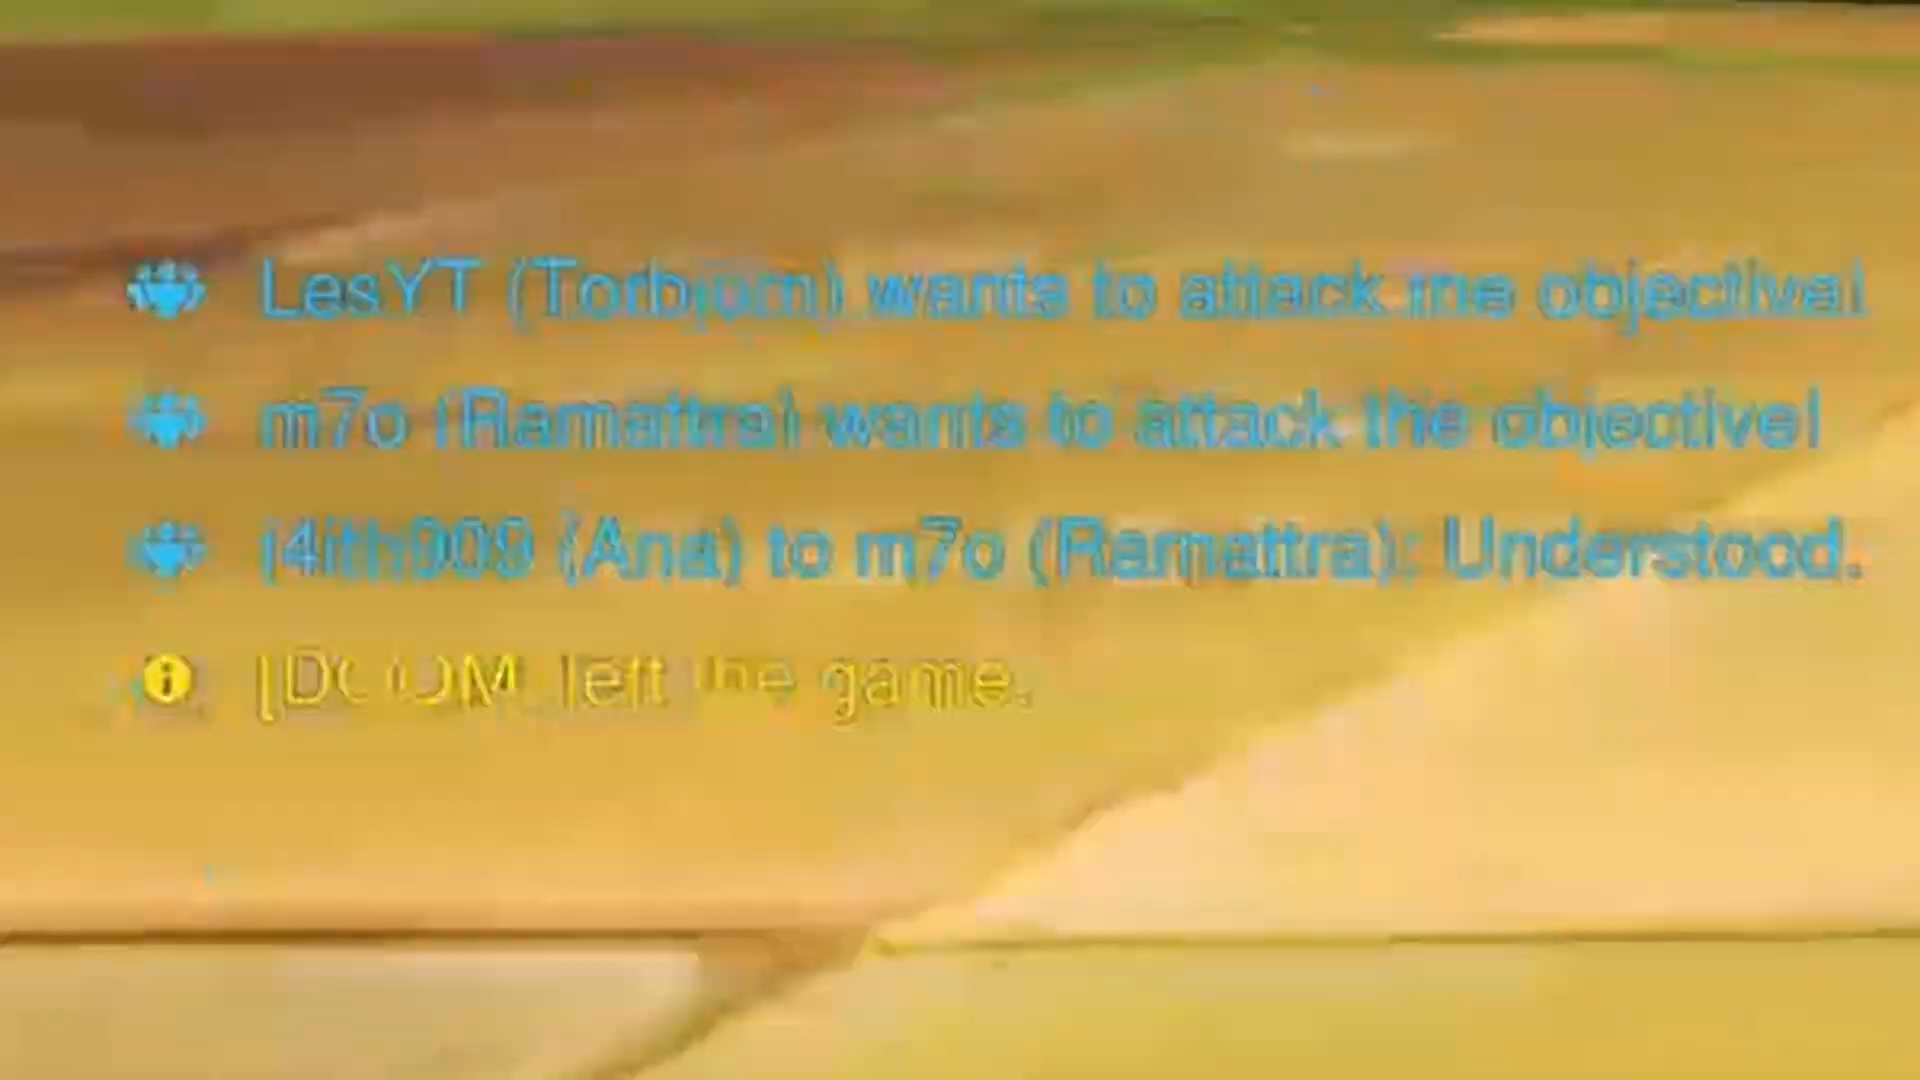 LesYT (Torbjörn) wants to attack the objective!
m7o (Ramattra) wants to attack the objective!
(Ana) to m7o (Ramattra): Understood.
left the game.